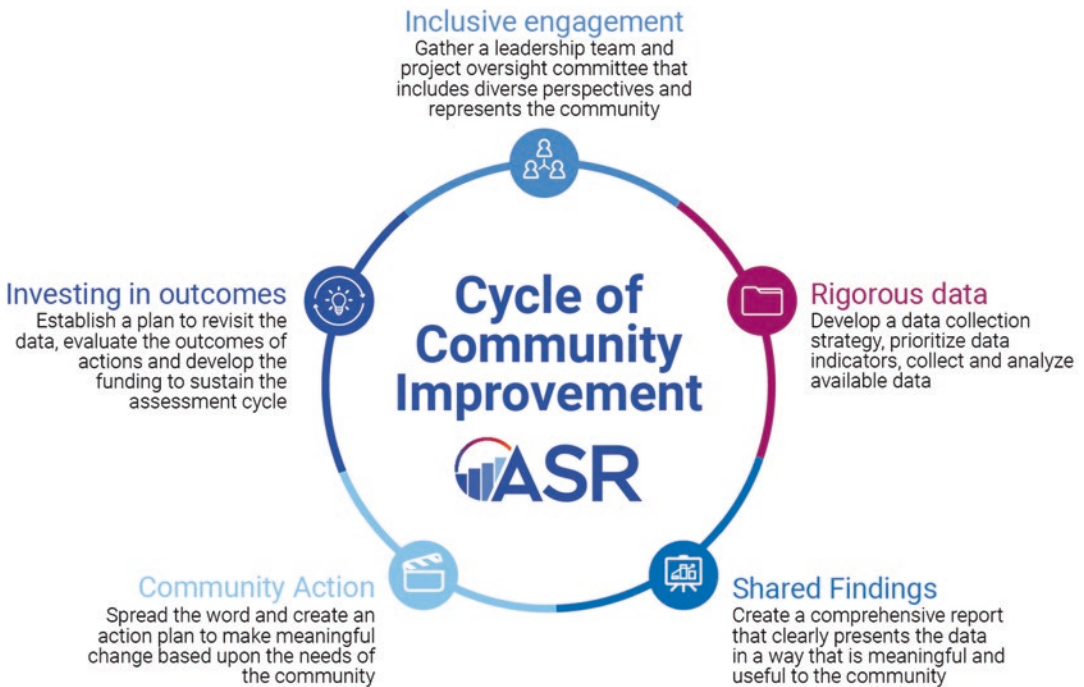 Inclusive engagement
Gather a leadership team and
project oversight committee that
includes diverse perspectives and
represents the community
Rigorous data
Develop a data collection
strategy, prioritize data
indicators, collect and analyze
available data
Shared Findings
Create a comprehensive report
that clearly presents the data
in a way that is meaningful and
useful to the community
Community Action
Spread the word and create an
action plan to make meaningful
change based upon the needs of
the community
Investing in outcomes
Establish a plan to revisit the
data, evaluate the outcomes of
actions and develop the
funding to sustain the
assessment cycle
Cycle of
Community
Improvement
ASR